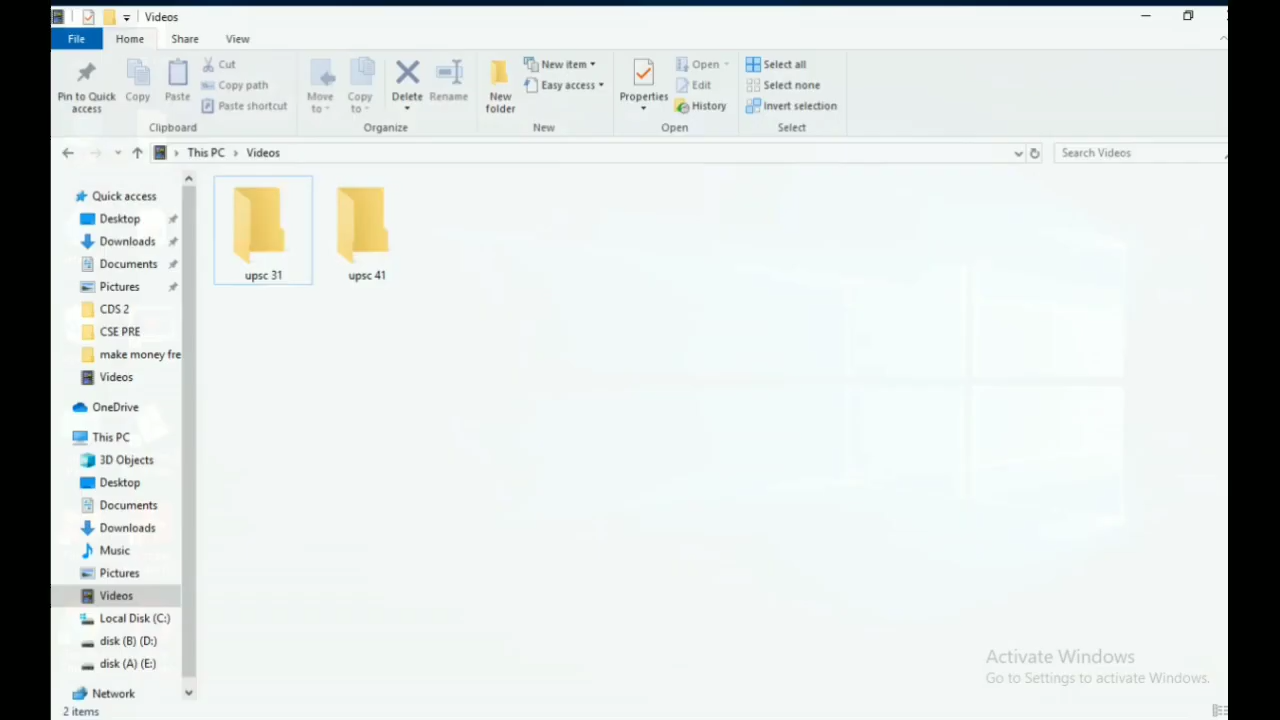 Videos
File Home Share View
Pin to Quick access
Copy
Paste
Cut
Copy path
Paste shortcut
Clipboard
Move to
Copy to
Delete
Rename
Organize
New folder
New item
Easy access
New
Properties
Open
Edit
History
Open
Select all
Select none
Invert selection
Select
This PC Videos
Search Videos
Quick access
Desktop
Downloads
Documents
Pictures
CDS 2
CSE PRE
make money fre
Videos
OneDrive
This PC
3D Objects
Desktop
Documents
Downloads
Music
Pictures
Videos
Local Disk (C:)
disk (B) (D:)
disk (A) (E:)
Network
upsc 31
upsc 41
Activate Windows
Go to Settings to activate Windows.
2 items